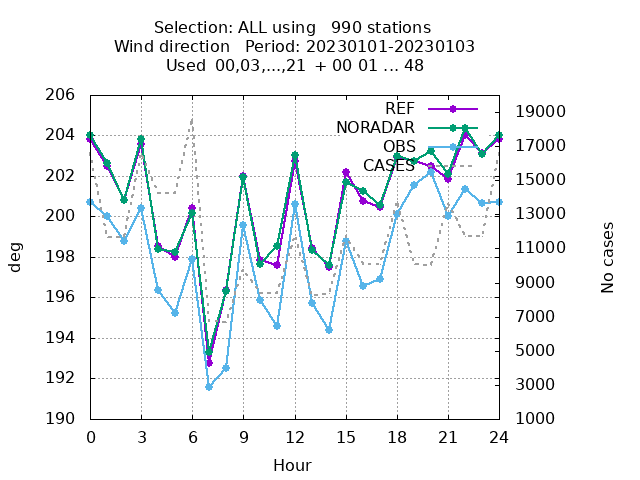 Selection: ALL using   990 stations
Wind direction   Period: 20230101-20230103
Used  00,03,...,21  + 00 01 ... 48
206
204
202
200
198
196
194
192
190
deg
REF
NORADAR
OBS
CASES
19000
17000
15000
13000
11000
9000
7000
5000
3000
1000
No cases
0 3 6 9 12 15 18 21 24
Hour